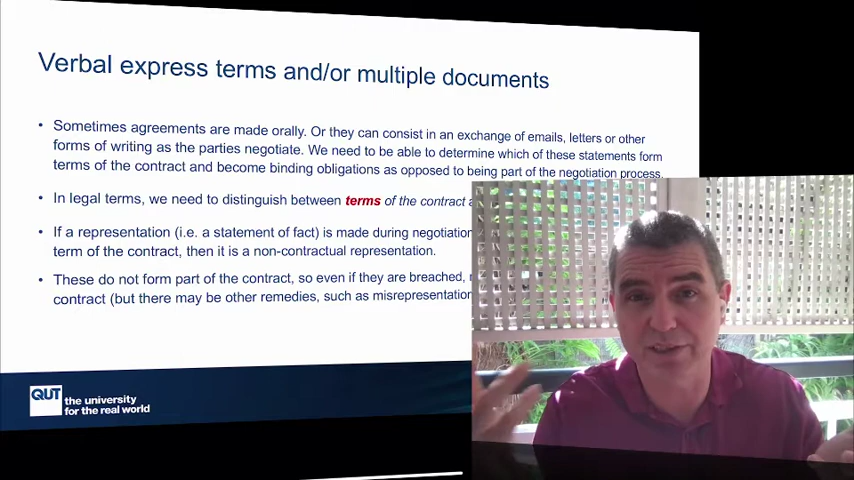 Verbal express terms and/or multiple documents
• Sometimes agreements are made orally. Or they can consist in an exchange of emails, letters or other
forms of writing as the parties negotiate. We need to be able to determine which of these statements form
terms of the contract and become binding obligations as opposed to being part of the negotiation process.
• In legal terms, we need to distinguish between terms of the contract
• If a representation (i.e. a statement of fact) is made during negotiation
term of the contract, then it is a non-contractual representation.
• These do not form part of the contract, so even if they are breached,
contract (but there may be other remedies, such as misrepresentation
QUT
the university
for the real world